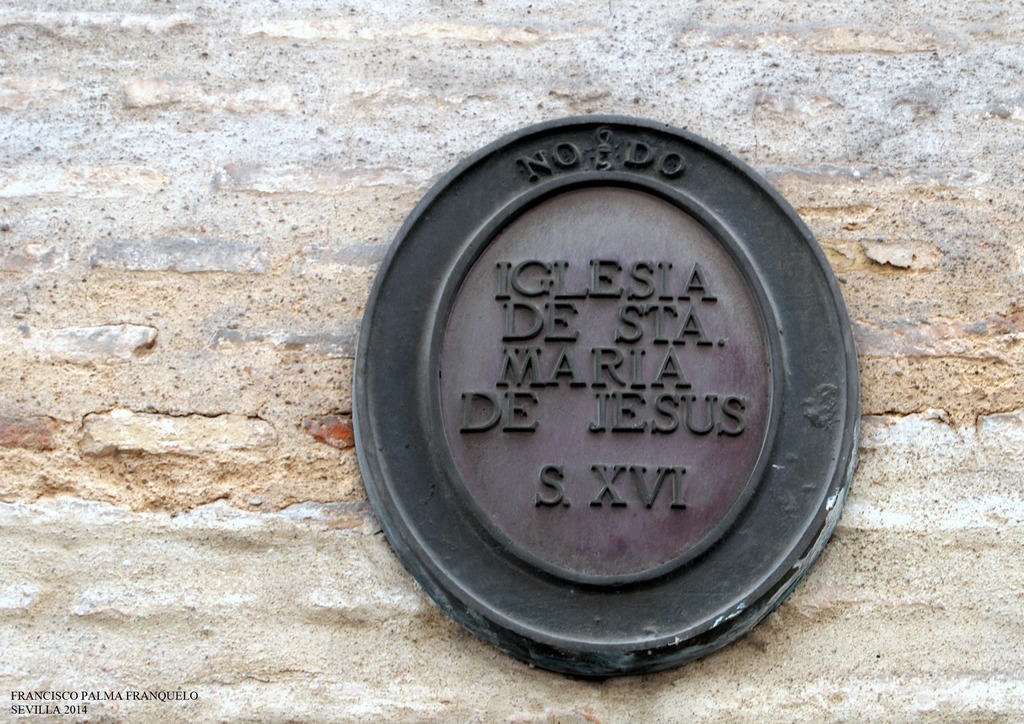 NO8DO
IGLESIA
DE STA.
MARIA
DE JESUS
S. XVI
FRANCISCO PALMA FRANQUELO
SEVILLA 2014